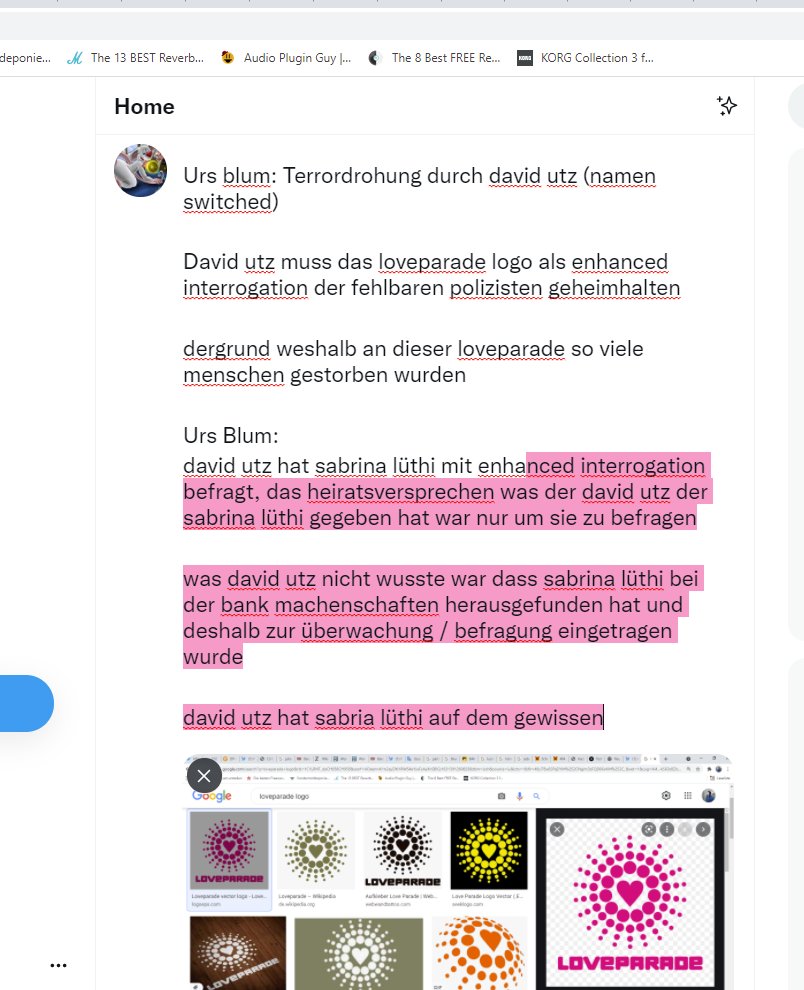 deponie...
The 13 BEST Reverb...
Audio Plugin Guy |...
The 8 Best FREE Re...
KORG
KORG Collection 3 f...
Home
Urs blum: Terrordrohung durch david utz (namen
switched)
David utz muss das loveparade logo als enhanced
interrogation der fehlbaren polizisten geheimhalten
dergrund weshalb an dieser loveparade so viele
menschen gestorben wurden
Urs Blum:
david utz hat sabrina lüthi mit enhanced interrogation
befragt, das heiratsversprechen was der david utz der
sabrina lüthi gegeben hat war nur um sie zu befragen
was david utz nicht wusste war dass sabrina lüthi bei
der bank machenschaften herausgefunden hat und
deshalb zur überwachung / befragung eingetragen
wurde
david utz hat sabria lüthi auf dem gewissen
Google
loveparade logo
LOVEPARADE
LOVEPARADE
LOVEPARADE
Loveparade vector logo - Love...
Loveparade – Wikipedia
de.wikipedia.org
Aufkleber Love Parade | Web...
Love Parade Logo Vector (.E...
LOVEPARADE
LOVEPARADE